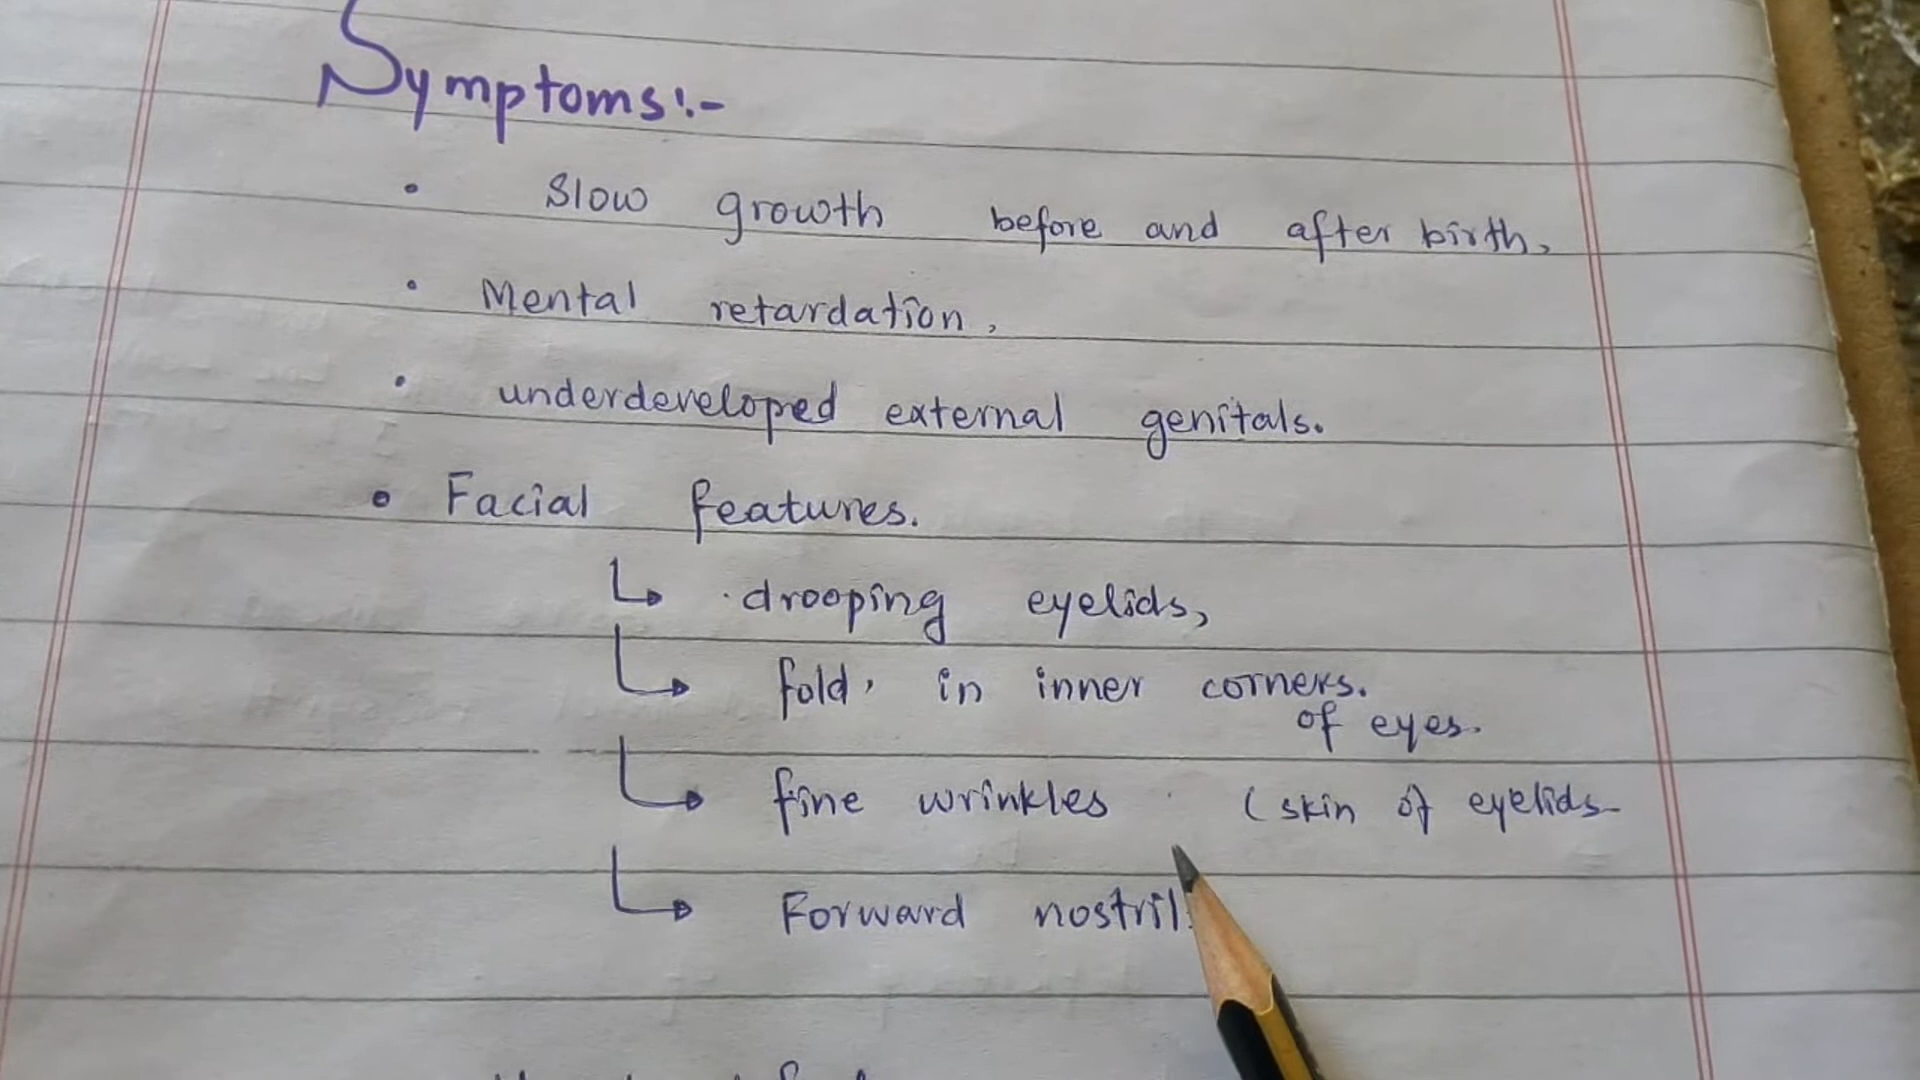 Symptoms:-
• Slow growth before and after birth,
• Mental retardation,
• underdeveloped external genitals.
• Facial features.
↳ drooping eyelids,
↳ fold, in inner corners.
of eyes.
↳ fine wrinkles (skin of eyelids-
↳ Forward